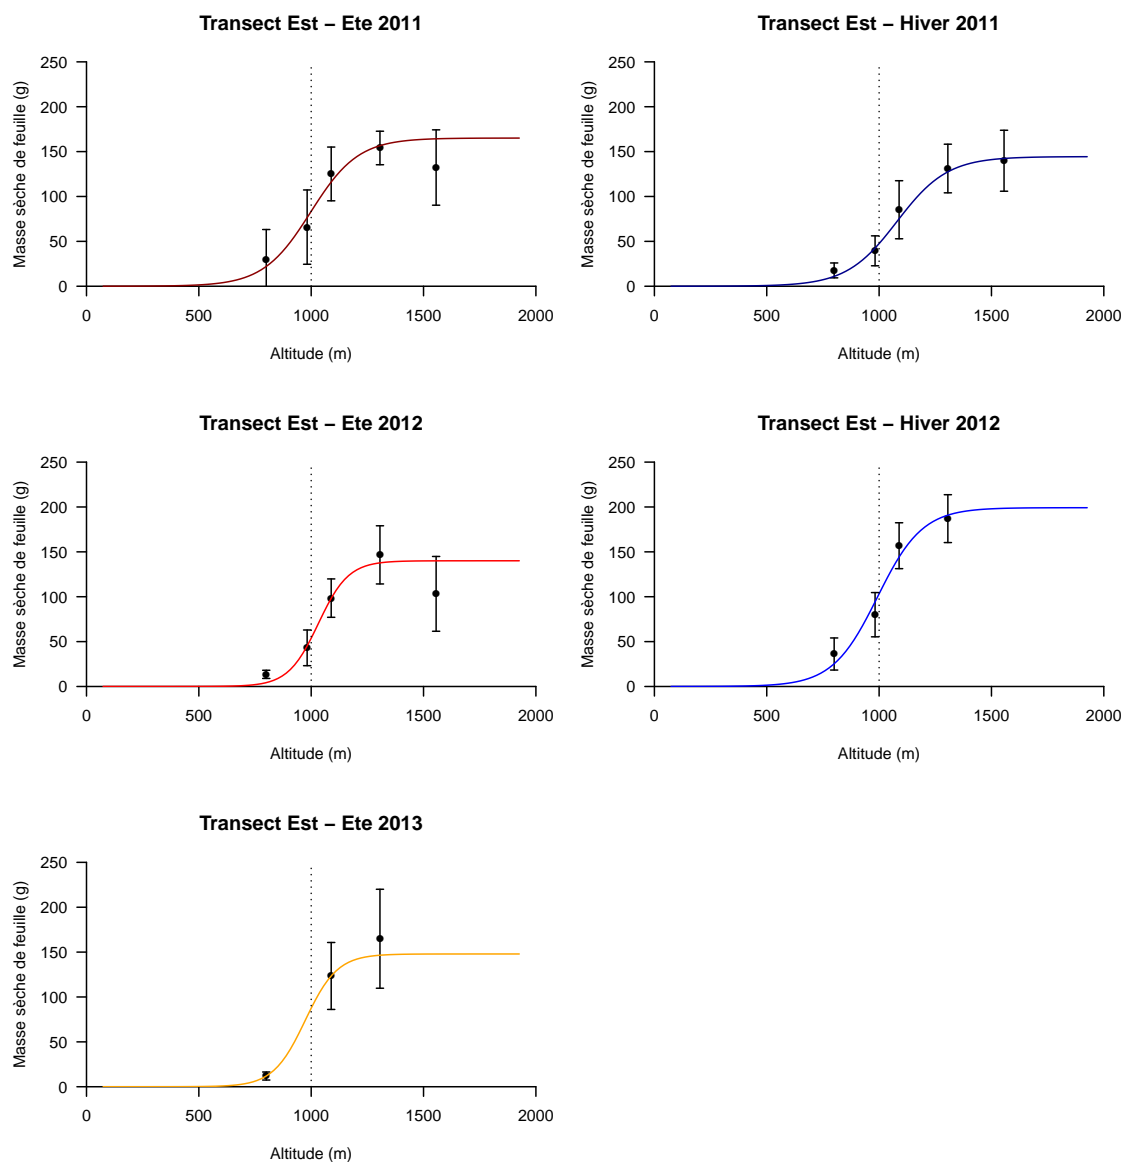 Transect Est – Ete 2011
Masse sèche de feuille (g)
250
200
150
100
50
0
0 500 1000 1500 2000
Altitude (m)
Transect Est – Hiver 2011
Masse sèche de feuille (g)
250
200
150
100
50
0
0 500 1000 1500 2000
Altitude (m)
Transect Est – Ete 2012
Masse sèche de feuille (g)
250
200
150
100
50
0
0 500 1000 1500 2000
Altitude (m)
Transect Est – Hiver 2012
Masse sèche de feuille (g)
250
200
150
100
50
0
0 500 1000 1500 2000
Altitude (m)
Transect Est – Ete 2013
Masse sèche de feuille (g)
250
200
150
100
50
0
0 500 1000 1500 2000
Altitude (m)